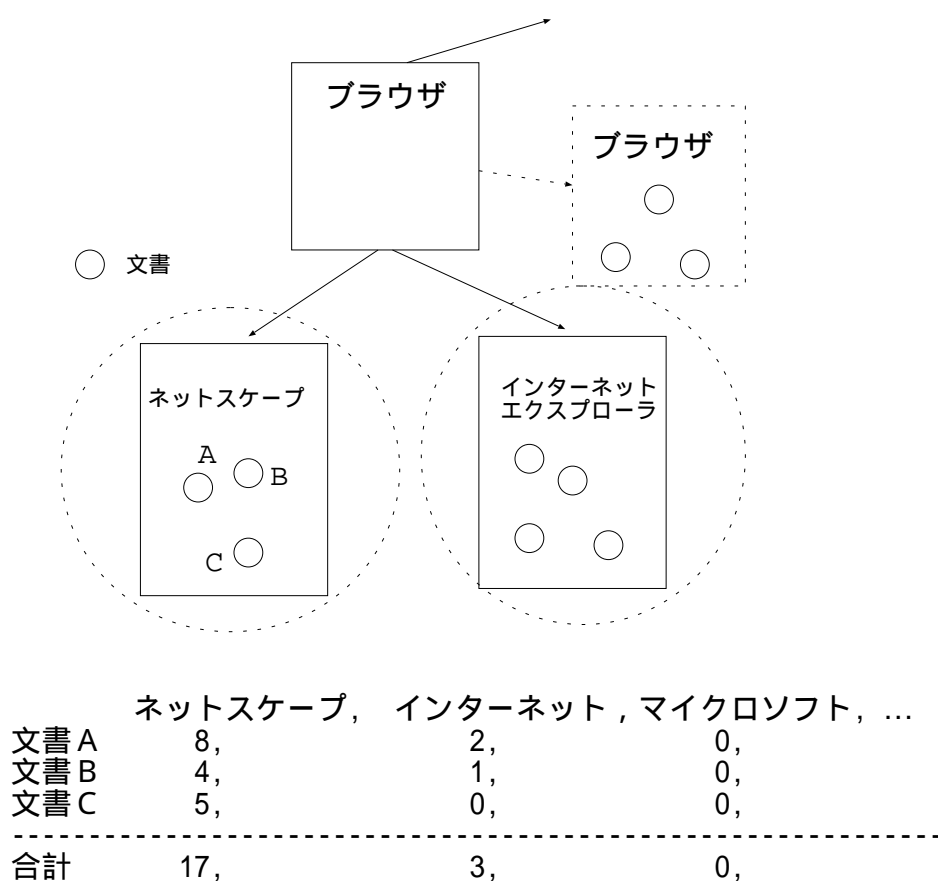 ブラウザ
ブラウザ
文書
ネットスケープ
インターネット
エクスプローラ
A
B
C
ネットスケープ, インターネット, マイクロソフト, ...
文書A 8, 2, 0,
文書B 4, 1, 0,
文書C 5, 0, 0,
合計 17, 3, 0,